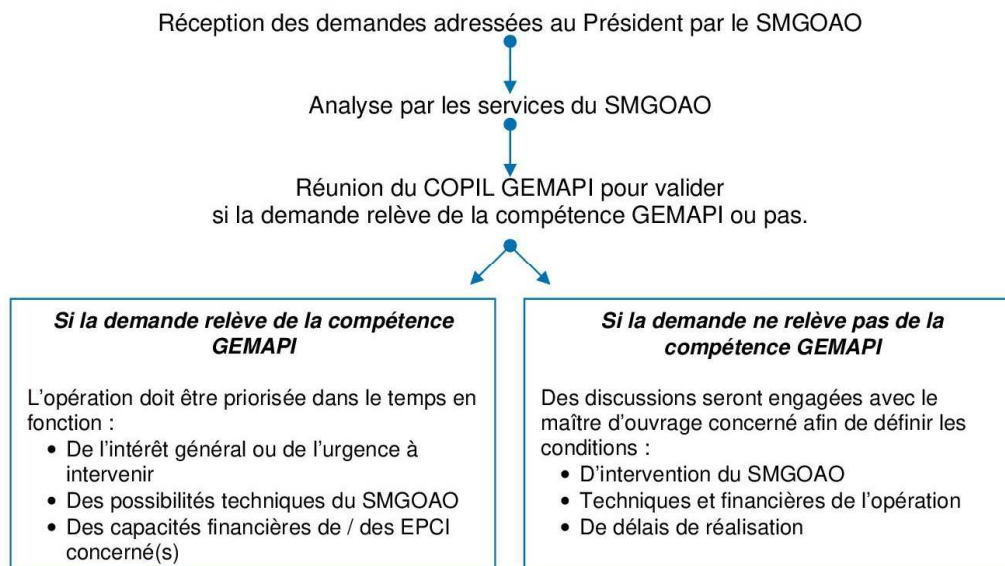 Réception des demandes adressées au Président par le SMGOAO
Analyse par les services du SMGOAO
Réunion du COPIL GEMAPI pour valider
si la demande relève de la compétence GEMAPI ou pas.
Si la demande relève de la compétence
GEMAPI
L'opération doit être priorisée dans le temps en
fonction :
• De l'intérêt général ou de l'urgence à
intervenir
• Des possibilités techniques du SMGOAO
• Des capacités financières de / des EPCI
concerné(s)
Si la demande ne relève pas de la
compétence GEMAPI
Des discussions seront engagées avec le
maître d'ouvrage concerné afin de définir les
conditions :
• D'intervention du SMGOAO
• Techniques et financières de l'opération
• De délais de réalisation